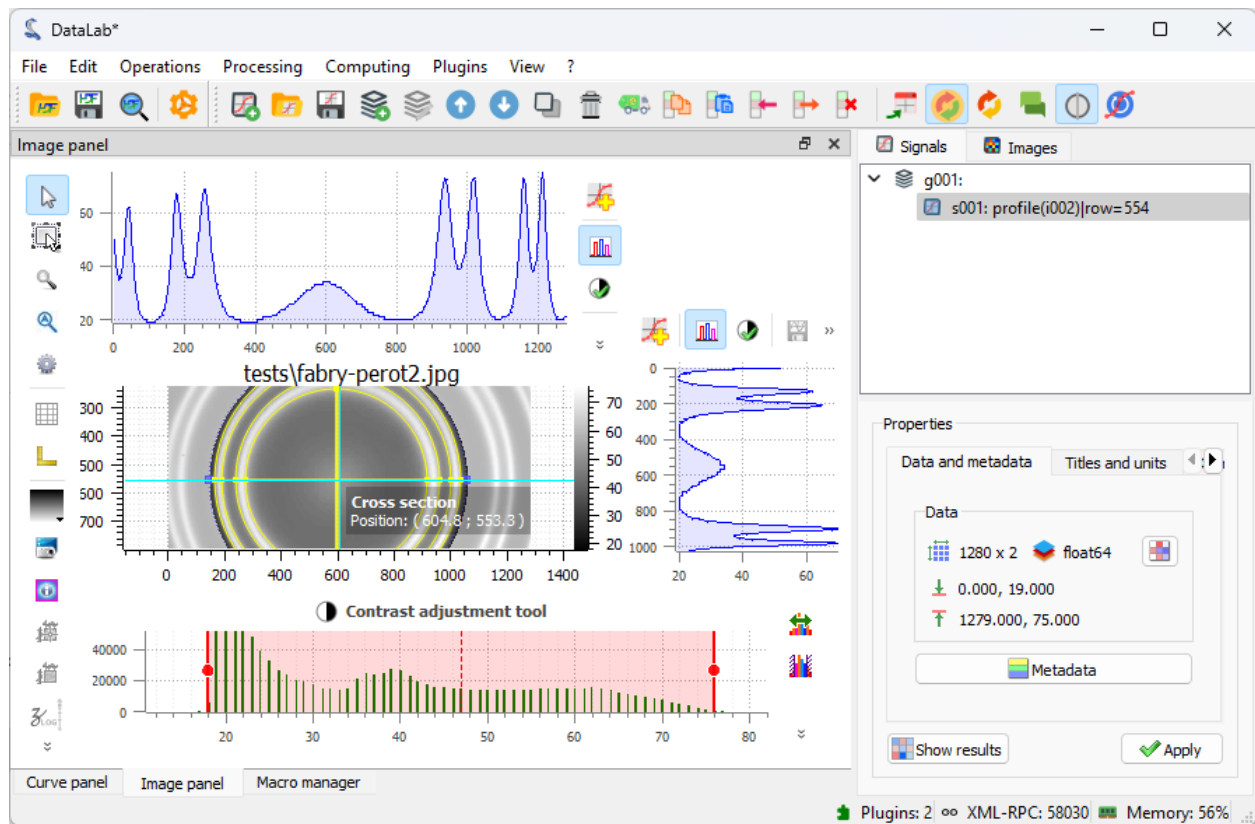 DataLab*
File Edit Operations Processing Computing Plugins View ?
Image panel
Signals Images
g001:
s001: profile(i002)|row=554
60
40
20
0 200 400 600 800 1000 1200
»
tests\fabry-perot2.jpg
300
400
500
500
700
70
60
50
40
30
20
Cross section
Position: ( 604.8 ; 553.3 )
0 200 400 600 800 1000 1200 1400
0
200
400
600
800
1000
20 40 60
Properties
Data and metadata Titles and units
Data
1280 x 2 float64
0.000, 19.000
1279.000, 75.000
Metadata
Show results Apply
Contrast adjustment tool
40000
20000
0
20 30 40 50 60 70 80
LOG
Curve panel Image panel Macro manager
Plugins: 2 XML-RPC: 58030 Memory: 56%